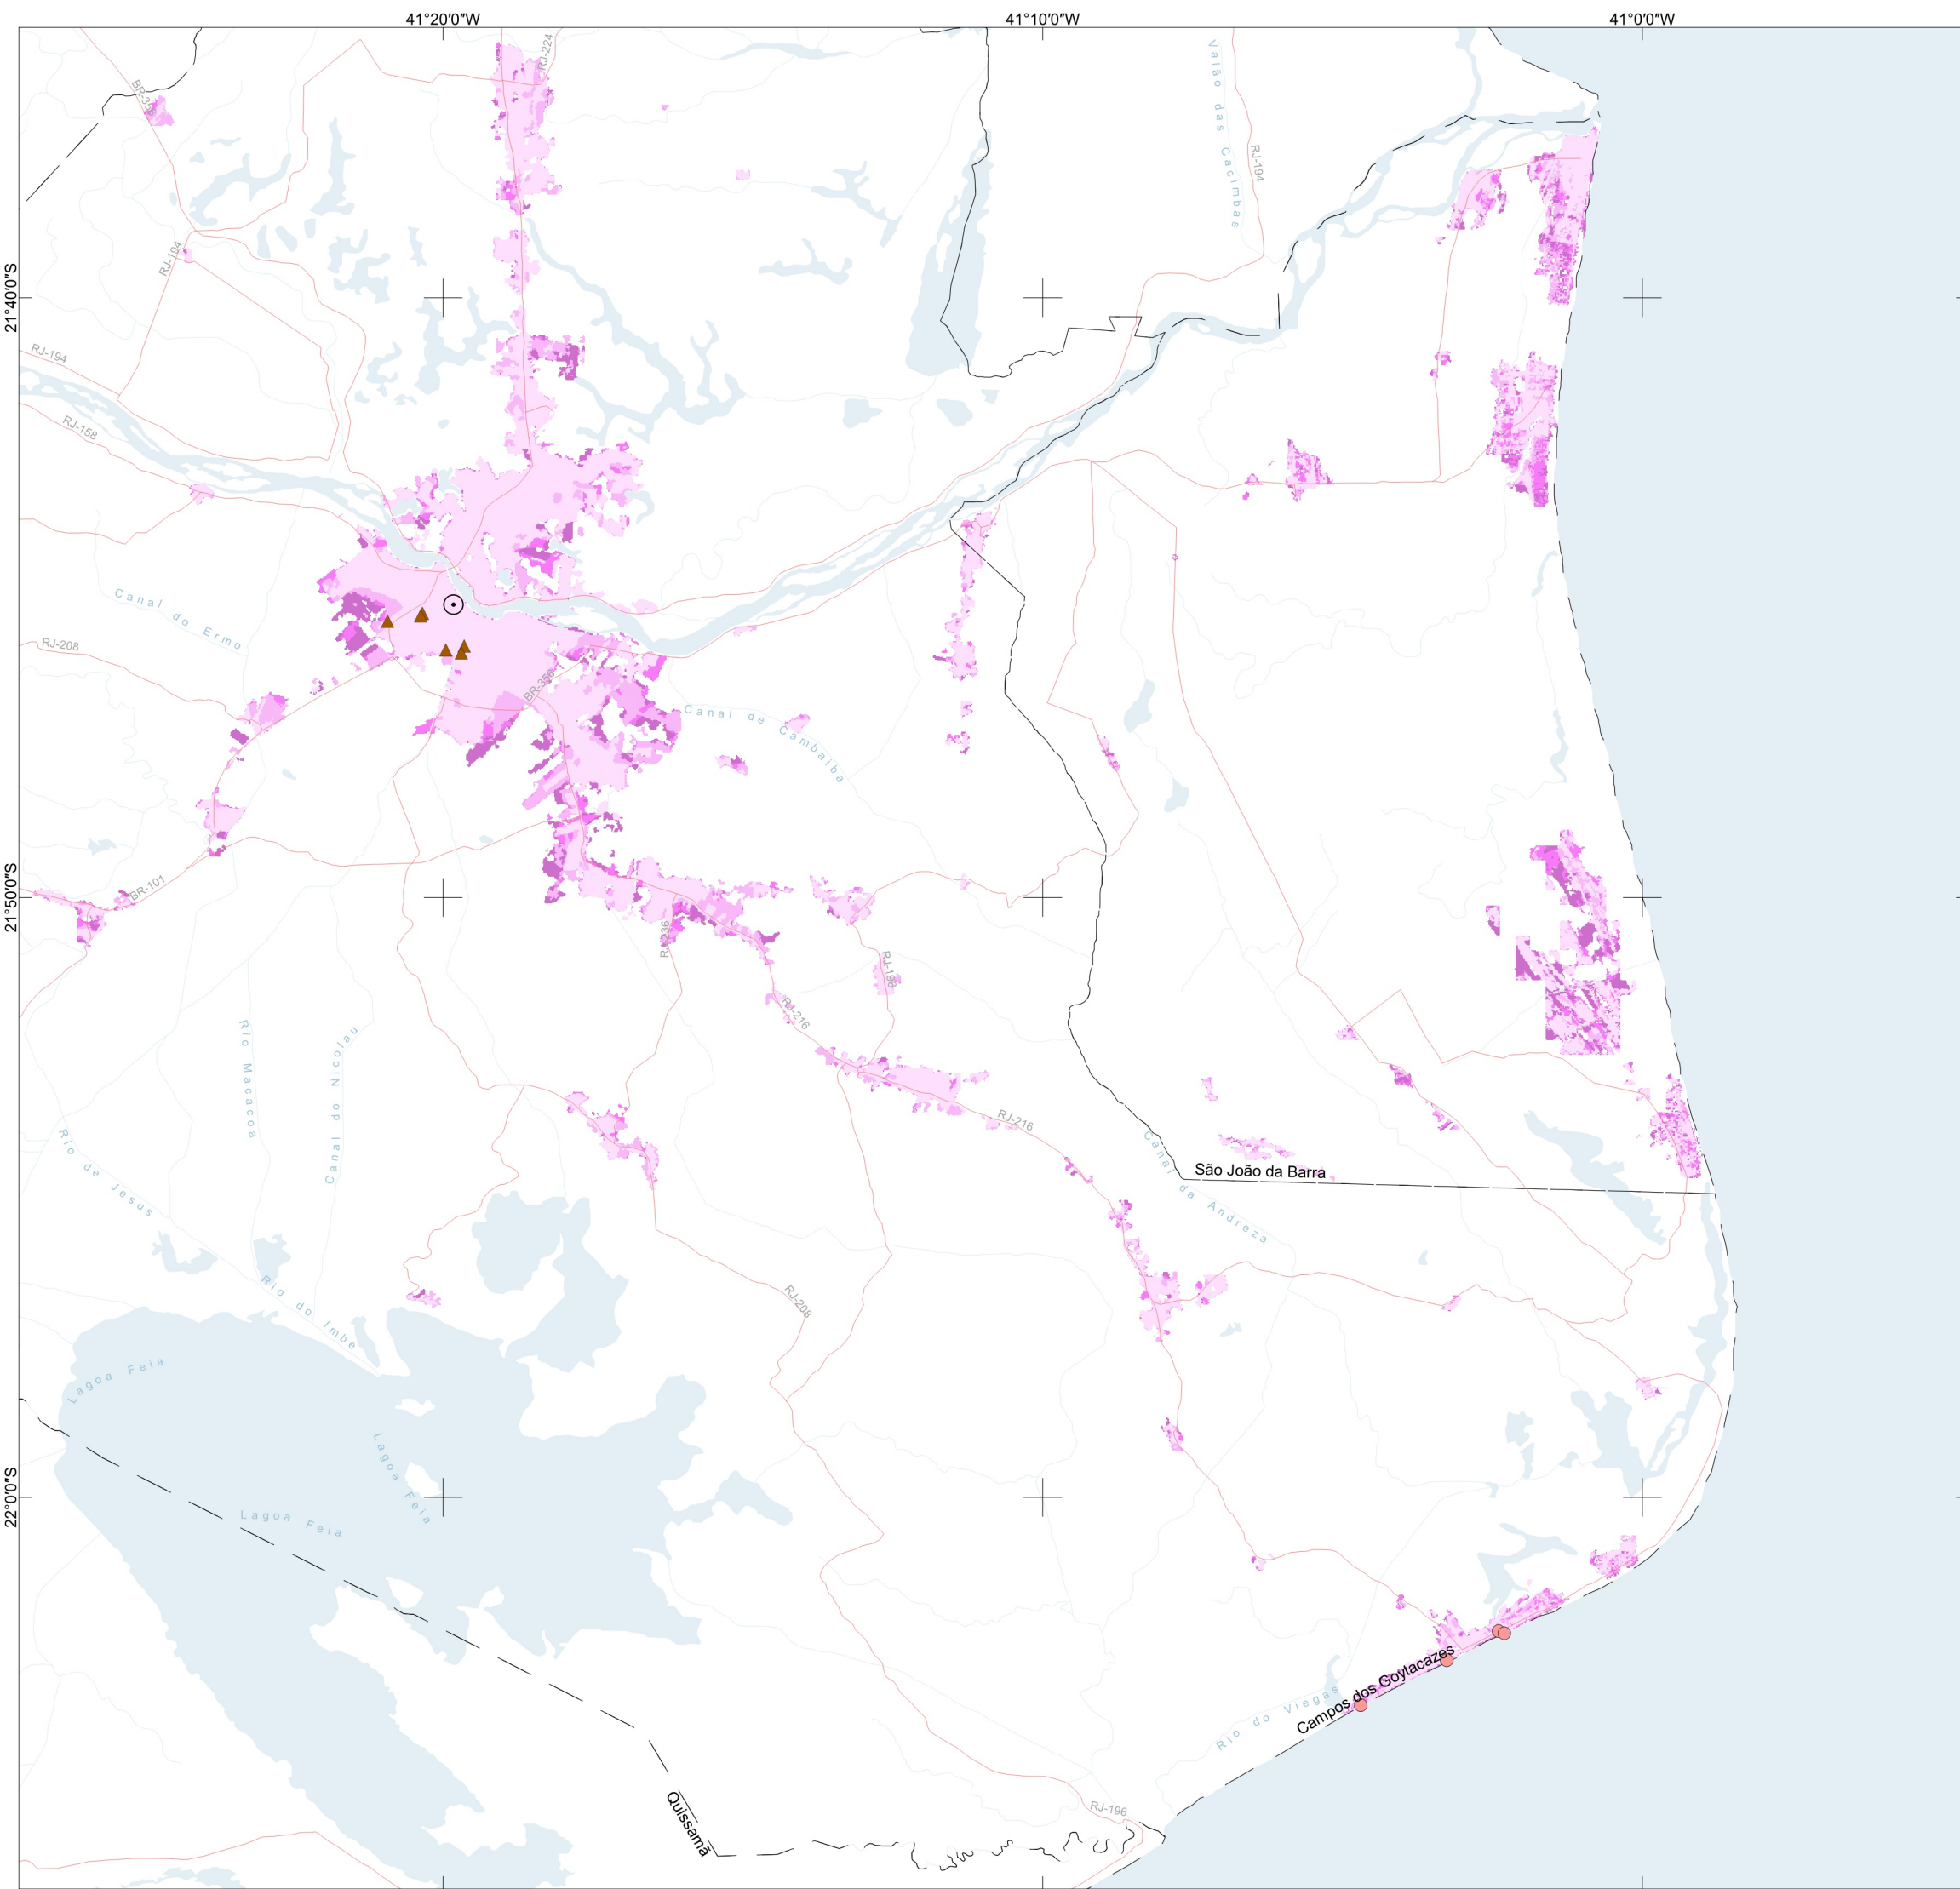 41°20'0"W
41°10'0"W
41°0'0"W
BR-356
RJ-224
Valão das Cacimbas
RJ-194
RJ-194
21°40'0"S
RJ-194
RJ-158
Canal do Ermo
RJ-208
BR-356
Canal de Cambaíba
21°50'0"S
BR-101
RJ-236
RJ-196
RJ-216
Rio Macacoa
Canal do Nicolau
RJ-216
Rio de Jesus
Canal da Andreza
São João da Barra
Rio do Imbé
RJ-208
Lagoa Feia
Lagoa Feia
Lagoa Feia
22°0'0"S
Campos dos Goytacazes
Rio do Viegas
Quissamã
RJ-196